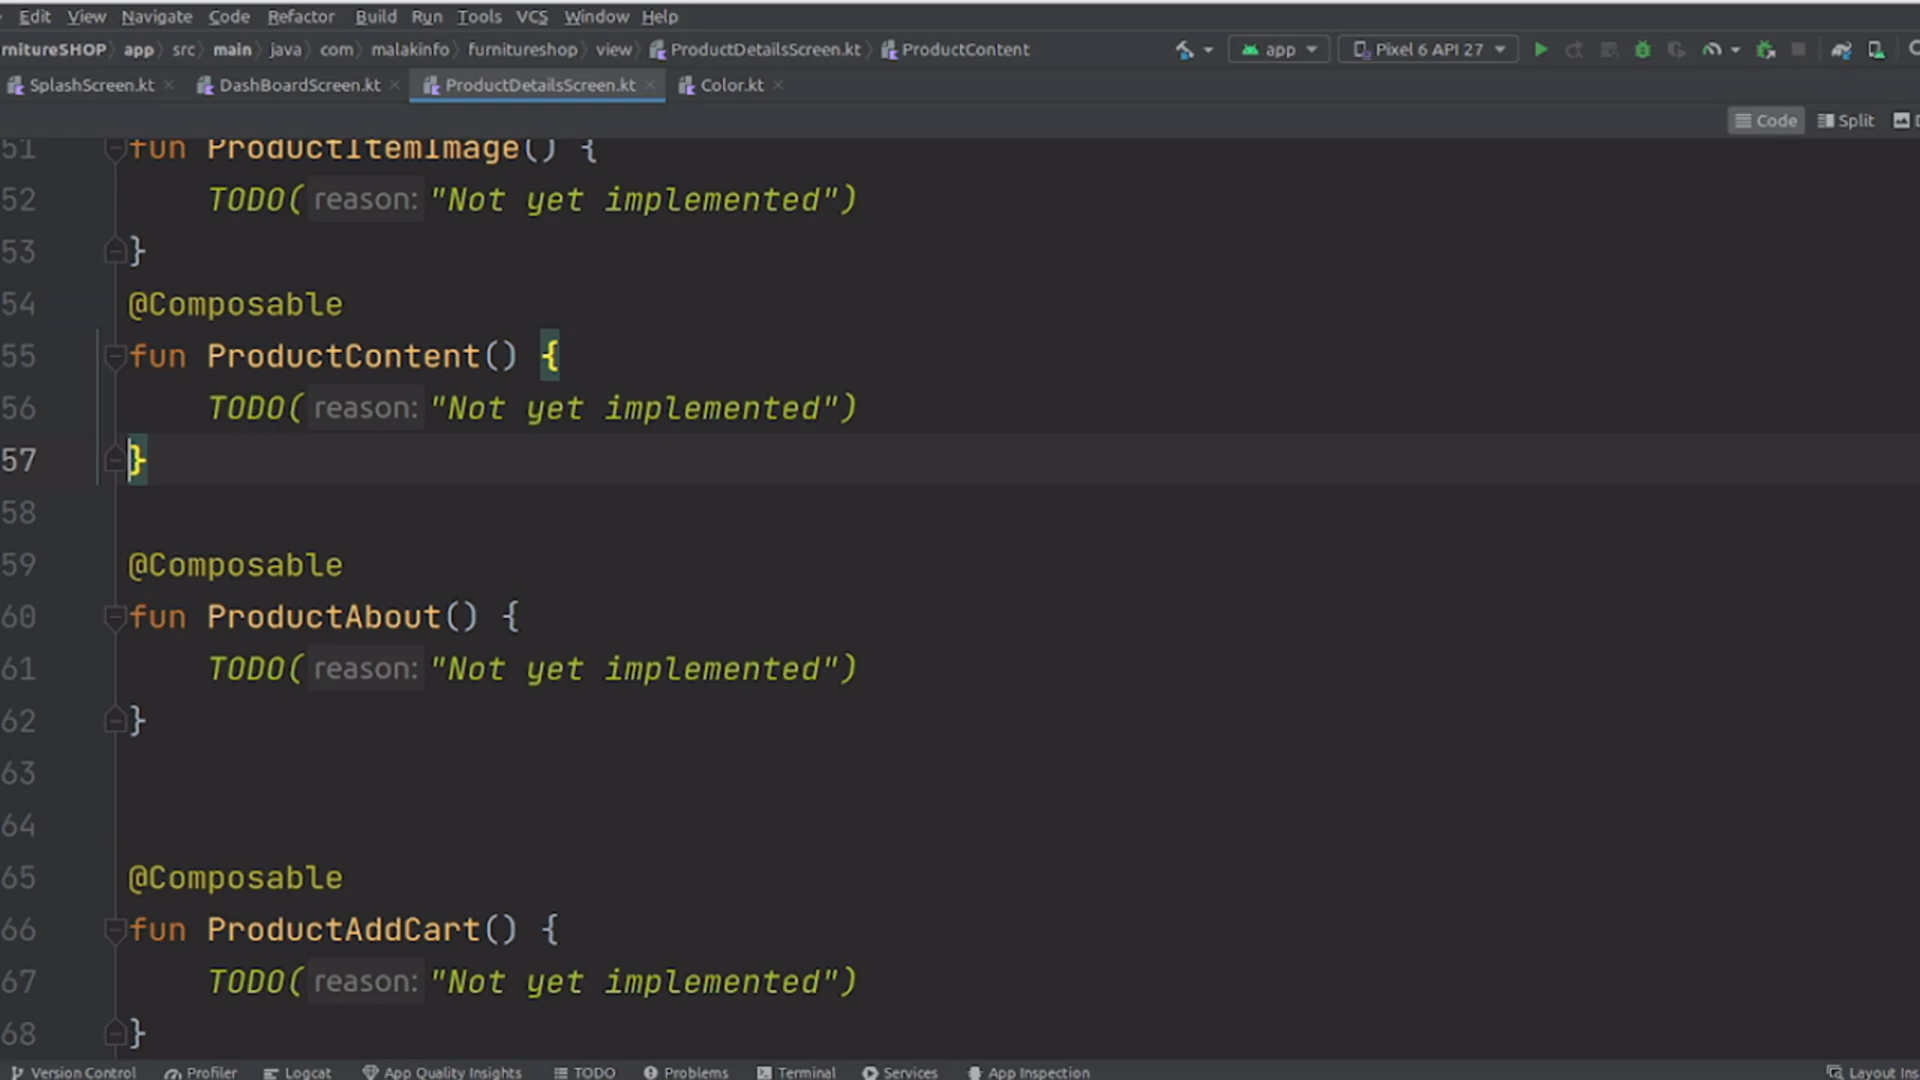 Edit View Navigate Code Refactor Build Run Tools VCS Window Help
rnitureSHOP app src main java com malakinfo furnitureshop view ProductDetailsScreen.kt ProductContent app Pixel 6 API 27
SplashScreen.kt DashBoardScreen.kt ProductDetailsScreen.kt Color.kt
Code Split
51 fun ProductItemImage() {
52 TODO( reason: "Not yet implemented")
53 }
54 @Composable
55 fun ProductContent() {
56 TODO( reason: "Not yet implemented")
57 }
58
59 @Composable
60 fun ProductAbout() {
61 TODO( reason: "Not yet implemented")
62 }
63
64
65 @Composable
66 fun ProductAddCart() {
67 TODO( reason: "Not yet implemented")
68 }
Version Control Profiler Logcat App Quality Insights TODO Problems Terminal Services App Inspection Layout Ins